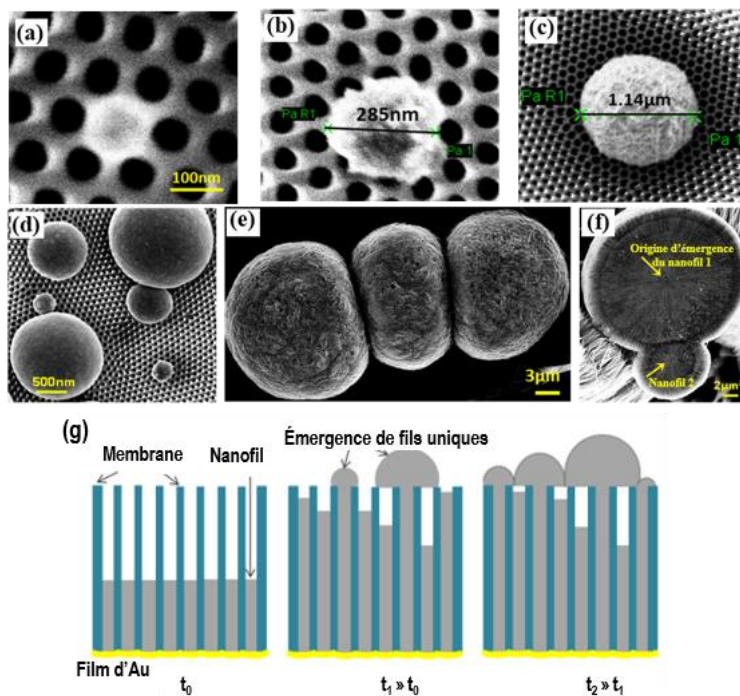 (a)
100nm
(b)
Pa R1
285nm
Pa 1
(c)
Pa R1
1.14μm
Pa 1
(d)
500nm
(e)
3μm
(f)
Origine d'émergence
du nanofil 1
Nanofil 2
2μm
(g)
Membrane
Nanofil
Émergence de fils uniques
Film d'Au
t₀
t₁ » t₀
t₂ » t₁